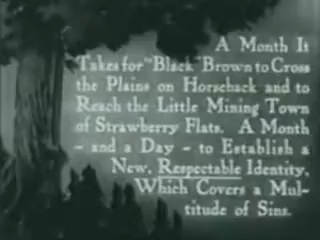 A Month It
Takes for "Black" Brown to Cross
the Plains on Horseback and to
Reach the Little Mining Town
of Strawberry Flats. A Month
- and a Day - to Establish a
New, Respectable Identity,
Which Covers a Mul-
titude of Sins.